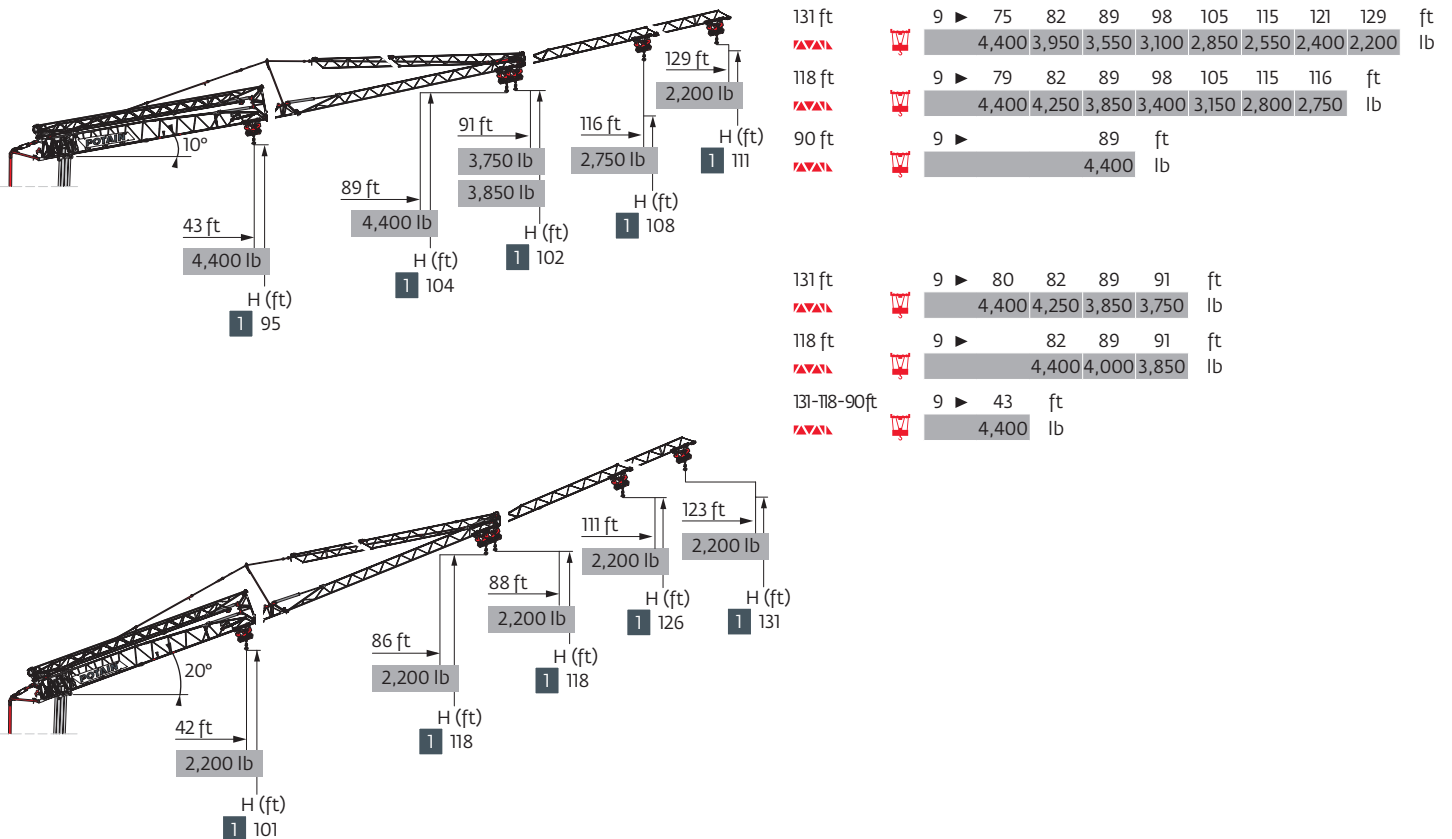 10°
POTAIN
43 ft
4,400 lb
H (ft)
1 95
89 ft
4,400 lb
H (ft)
1 104
91 ft
3,750 lb
3,850 lb
H (ft)
1 102
116 ft
2,750 lb
H (ft)
1 108
129 ft
2,200 lb
H (ft)
1 111
131 ft 9 ► 75 82 89 98 105 115 121 129 ft
4,400 3,950 3,550 3,100 2,850 2,550 2,400 2,200 lb
118 ft 9 ► 79 82 89 98 105 115 116 ft
4,400 4,250 3,850 3,400 3,150 2,800 2,750 lb
90 ft 9 ► 89 ft
4,400 lb
131 ft 9 ► 80 82 89 91 ft
4,400 4,250 3,850 3,750 lb
118 ft 9 ► 82 89 91 ft
4,400 4,000 3,850 lb
131-118-90ft 9 ► 43 ft
4,400 lb
20°
POTAIN
42 ft
2,200 lb
H (ft)
1 101
86 ft
2,200 lb
H (ft)
1 118
88 ft
2,200 lb
H (ft)
1 118
111 ft
2,200 lb
H (ft)
1 126
123 ft
2,200 lb
H (ft)
1 131